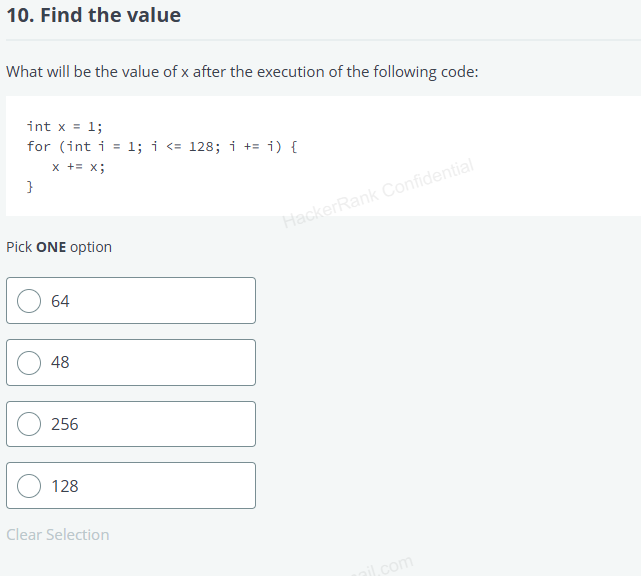 10. Find the value
What will be the value of x after the execution of the following code:
int x = 1;
for (int i = 1; i <= 128; i += i) {
x += x;
}
HackerRank Confidential
Pick ONE option
64
48
256
128
Clear Selection
ail.com